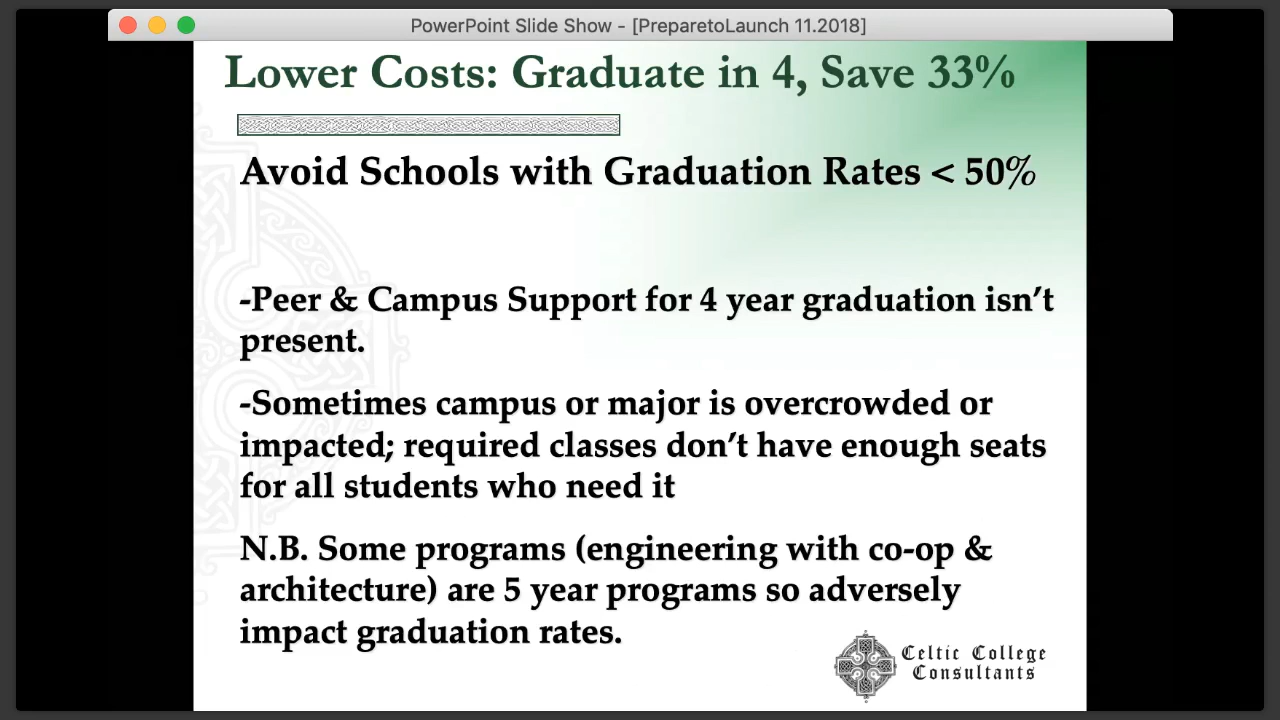 PowerPoint Slide Show - [PreparetoLaunch 11.2018]
Lower Costs: Graduate in 4, Save 33%
Avoid Schools with Graduation Rates < 50%
-Peer & Campus Support for 4 year graduation isn’t
present.
-Sometimes campus or major is overcrowded or
impacted; required classes don’t have enough seats
for all students who need it
N.B. Some programs (engineering with co-op &
architecture) are 5 year programs so adversely
impact graduation rates.
Celtic College
Consultants